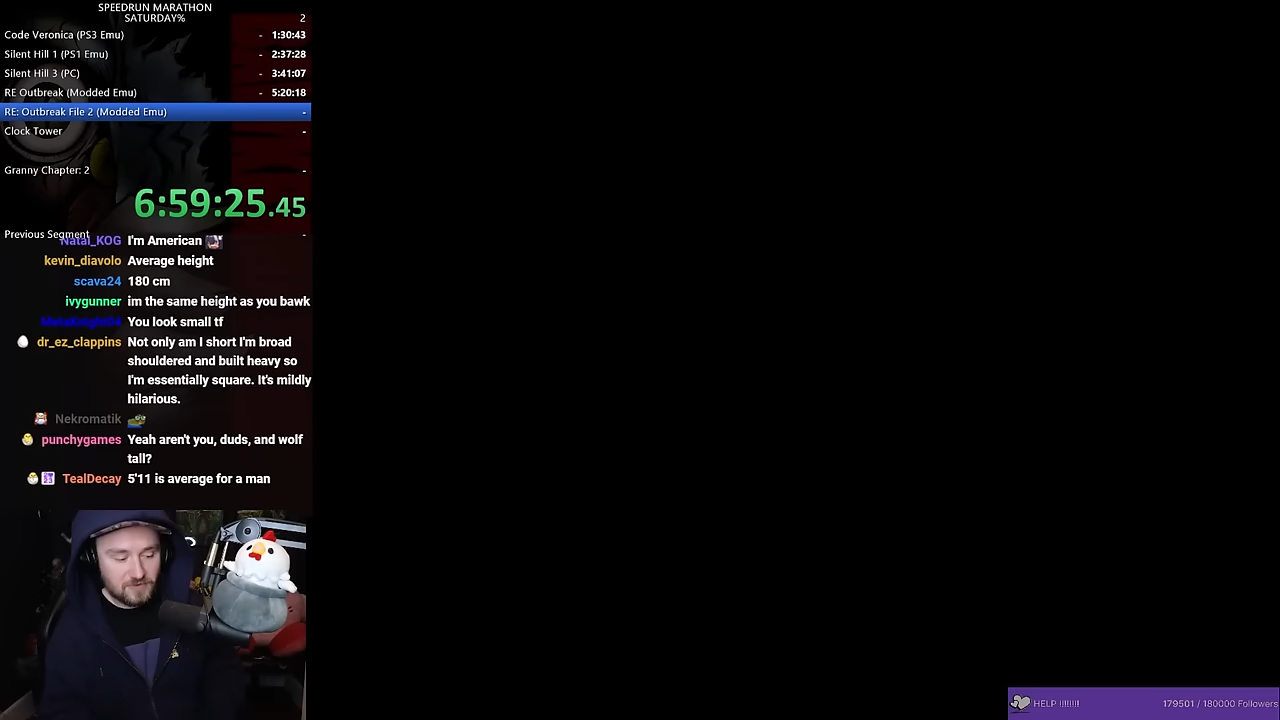 SPEEDRUN MARATHON
SATURDAY%
2
Code Veronica (PS3 Emu) - 1:30:43
Silent Hill 1 (PS1 Emu) - 2:37:28
Silent Hill 3 (PC) - 3:41:07
RE Outbreak (Modded Emu) - 5:20:18
RE: Outbreak File 2 (Modded Emu) -
Clock Tower -
Granny Chapter: 2 -
6:59:25.45
Previous Segment -
Natal_KOG I'm American
kevin_diavolo Average height
scava24 180 cm
ivygunner im the same height as you bawk
You look small tf
dr_ez_clappins Not only am I short I'm broad
shouldered and built heavy so
I'm essentially square. It's mildly
hilarious.
Nekromatik
punchygames Yeah aren't you, duds, and wolf
tall?
TealDecay 5'11 is average for a man
HELP !!!!!!! 179501 / 180000 Followers